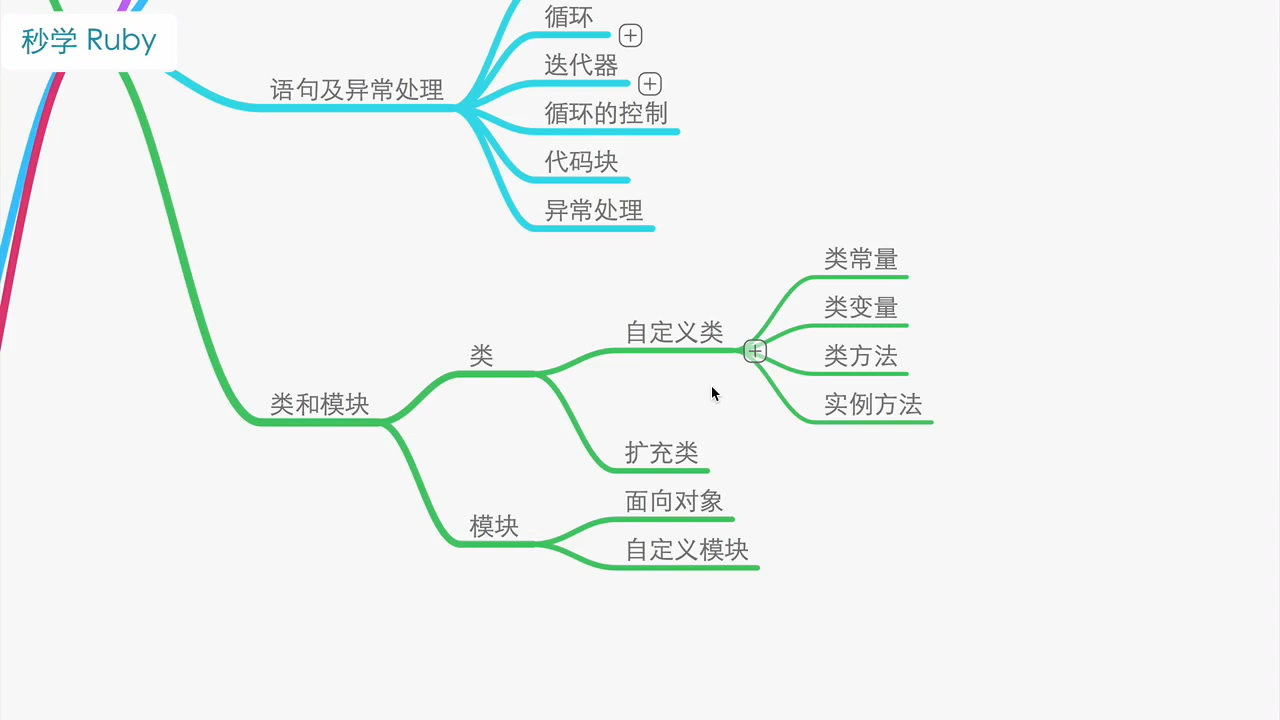 秒学 Ruby
循环
迭代器
语句及异常处理
循环的控制
代码块
异常处理
类常量
类变量
自定义类
类
类方法
类和模块
实例方法
扩充类
面向对象
模块
自定义模块